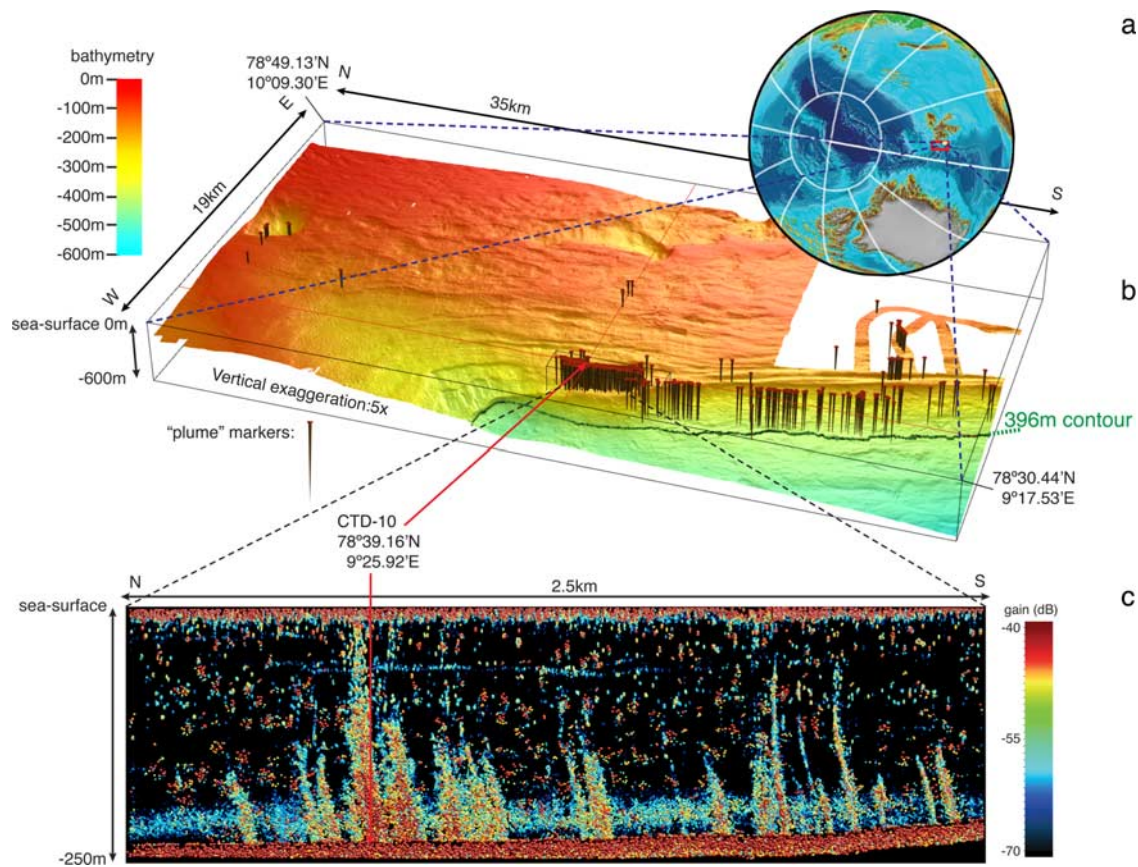 a
bathymetry
0m
-100m
-200m
-300m
-400m
-500m
-600m
78º49.13’N
10º09.30’E
N
E
35km
19km
S
W
b
sea-surface 0m
-600m
Vertical exaggeration:5x
“plume” markers:
396m contour
78º30.44’N
9º17.53’E
CTD-10
78º39.16’N
9º25.92’E
N
2.5km
S
sea-surface
c
gain (dB)
-40
-55
-70
-250m